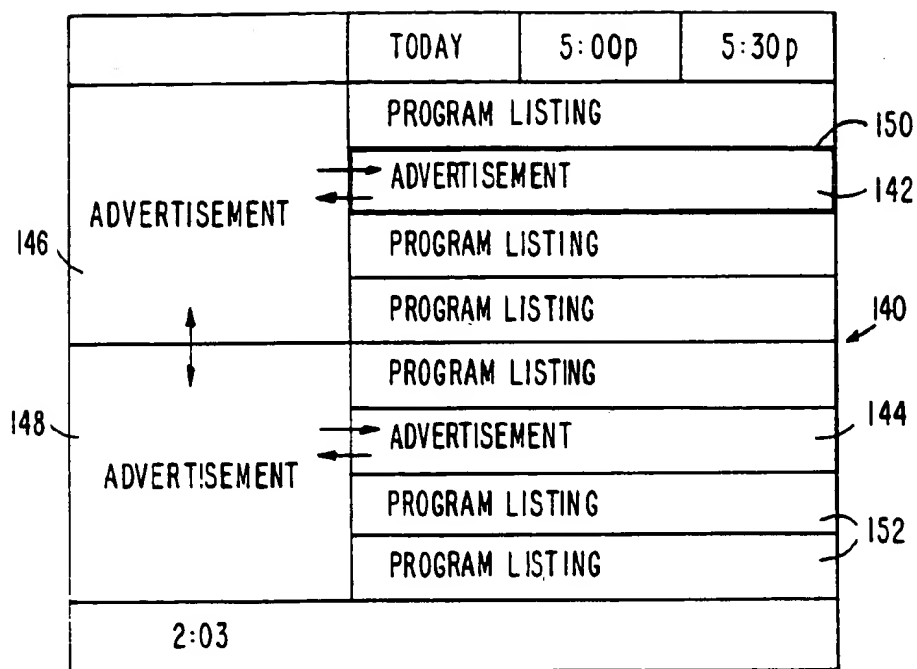 TODAY 5:00p 5:30p
PROGRAM LISTING
150
ADVERTISEMENT
142
ADVERTISEMENT
146
PROGRAM LISTING
PROGRAM LISTING
140
PROGRAM LISTING
148
ADVERTISEMENT
144
ADVERTISEMENT
PROGRAM LISTING
152
PROGRAM LISTING
2:03